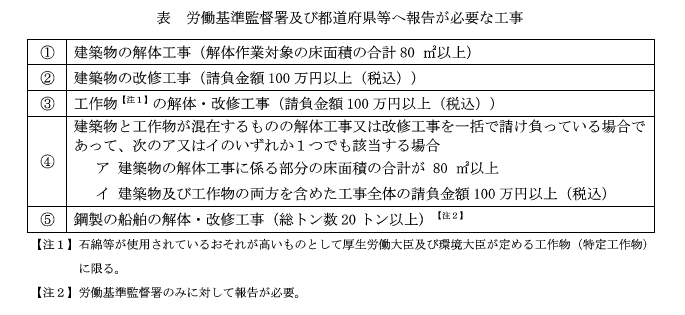 表　労働基準監督署及び都道府県等へ報告が必要な工事
① 建築物の解体工事（解体作業対象の床面積の合計 80 ㎡以上）
② 建築物の改修工事（請負金額 100 万円以上（税込））
③ 工作物【注１】の解体・改修工事（請負金額 100 万円以上（税込））
④ 建築物と工作物が混在するものの解体工事又は改修工事を一括で請け負っている場合で
あって、次のア又はイのいずれか１つでも該当する場合
ア 建築物の解体工事に係る部分の床面積の合計が 80 ㎡以上
イ 建築物及び工作物の両方を含めた工事全体の請負金額 100 万円以上（税込）
⑤ 鋼製の船舶の解体・改修工事（総トン数 20 トン以上）【注２】
【注１】石綿等が使用されているおそれが高いものとして厚生労働大臣及び環境大臣が定める工作物（特定工作物）
に限る。
【注２】労働基準監督署のみに対して報告が必要。